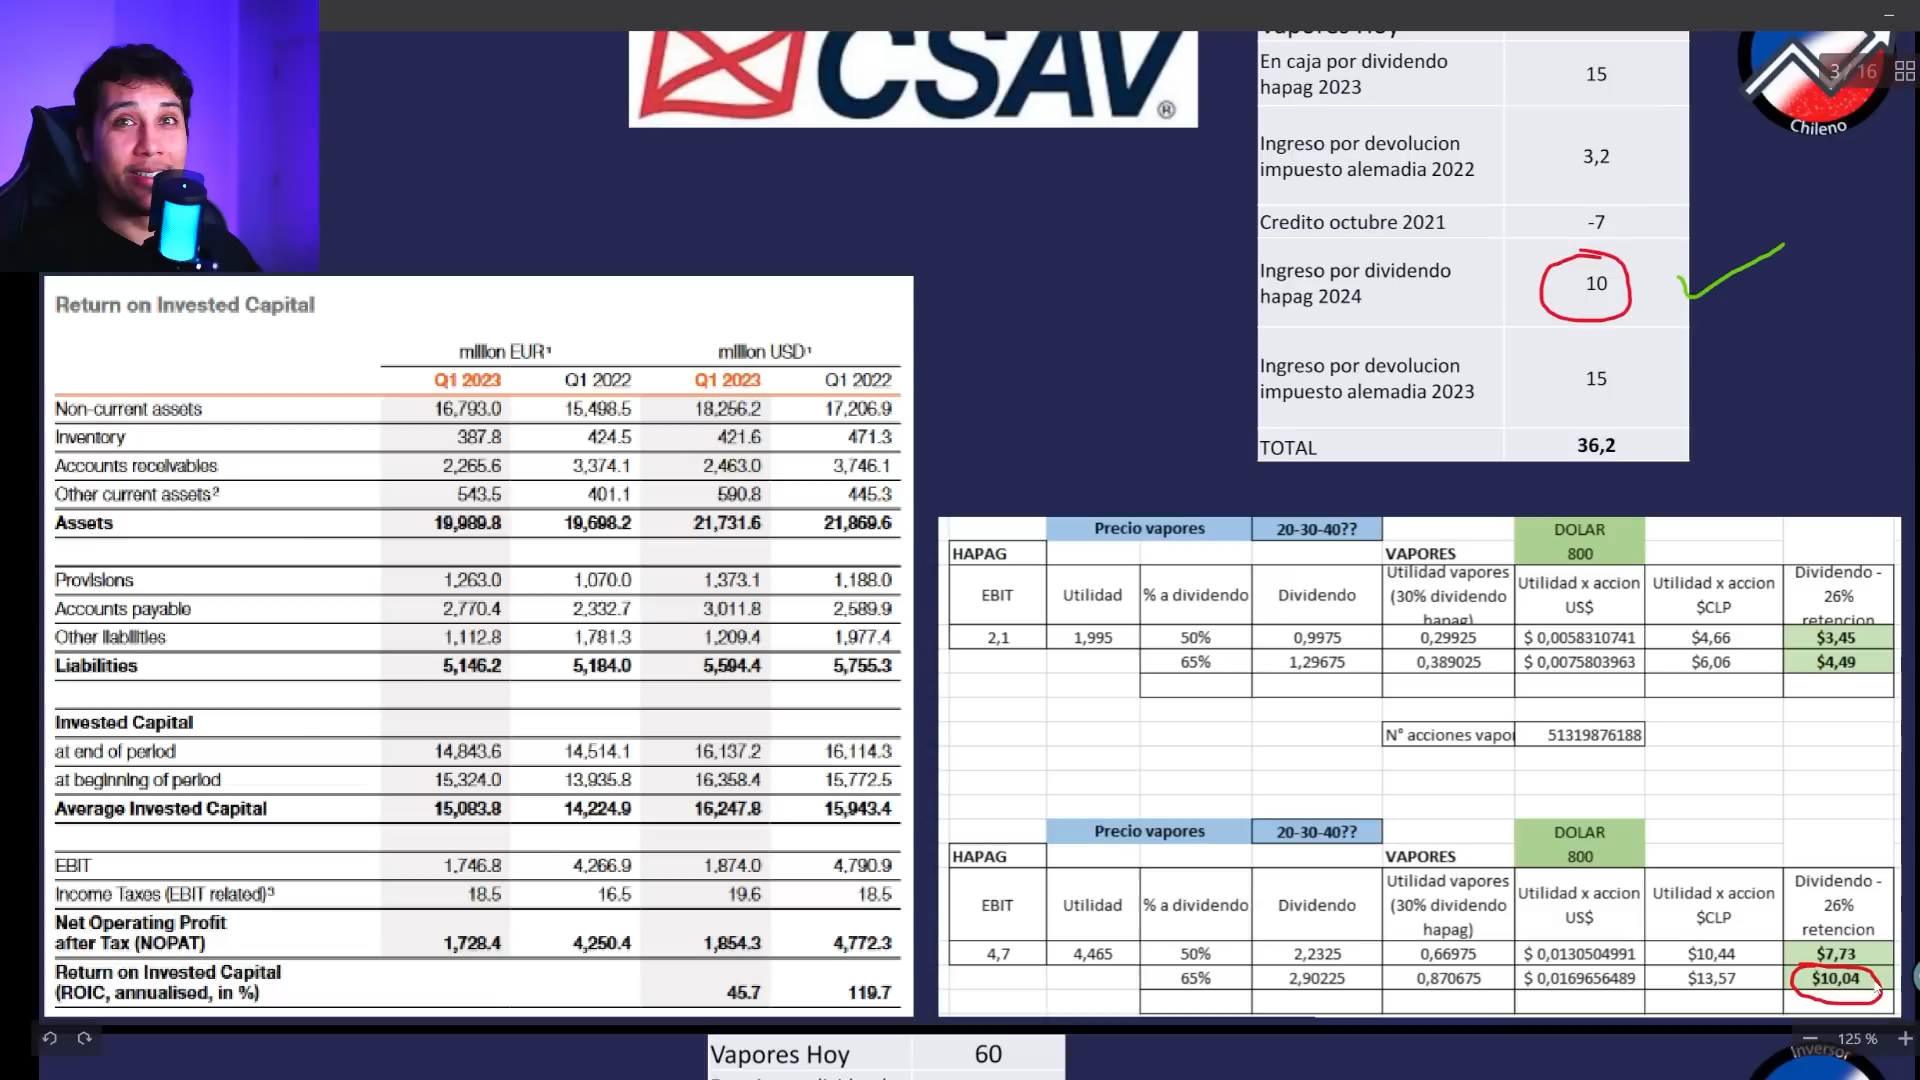 CSAV®
Vapores Hoy
En caja por dividendo
hapag 2023
15
Ingreso por devolucion
impuesto alemadia 2022
3,2
Credito octubre 2021
-7
Ingreso por dividendo
hapag 2024
10
Ingreso por devolucion
impuesto alemadia 2023
15
TOTAL
36,2
3 / 16
Chileno
Return on Invested Capital
million EUR¹ million USD¹
Q1 2023 Q1 2022 Q1 2023 Q1 2022
Non-current assets 16,793.0 15,498.5 18,256.2 17,206.9
Inventory 387.8 424.5 421.6 471.3
Accounts receivables 2,265.6 3,374.1 2,463.0 3,746.1
Other current assets² 543.5 401.1 590.8 445.3
Assets 19,989.8 19,698.2 21,731.6 21,869.6
Provisions 1,263.0 1,070.0 1,373.1 1,188.0
Accounts payable 2,770.4 2,332.7 3,011.8 2,589.9
Other liabilities 1,112.8 1,781.3 1,209.4 1,977.4
Liabilities 5,146.2 5,184.0 5,594.4 5,755.3
Invested Capital
at end of period 14,843.6 14,514.1 16,137.2 16,114.3
at beginning of period 15,324.0 13,935.8 16,358.4 15,772.5
Average Invested Capital 15,083.8 14,224.9 16,247.8 15,943.4
EBIT 1,746.8 4,266.9 1,874.0 4,790.9
Income Taxes (EBIT related)³ 18.5 16.5 19.6 18.5
Net Operating Profit
after Tax (NOPAT) 1,728.4 4,250.4 1,854.3 4,772.3
Return on Invested Capital
(ROIC, annualised, in %) 45.7 119.7
Precio vapores 20-30-40?? DOLAR
HAPAG VAPORES 800
EBIT Utilidad % a dividendo Dividendo
Utilidad vapores
(30% dividendo
hapag)
Utilidad x accion
US$
Utilidad x accion
$CLP
Dividendo -
26%
retencion
2,1 1,995 50% 0,9975 0,29925 $ 0,0058310741 $4,66 $3,45
65% 1,29675 0,389025 $ 0,0075803963 $6,06 $4,49
N° acciones vapo 51319876188
Precio vapores 20-30-40?? DOLAR
HAPAG VAPORES 800
EBIT Utilidad % a dividendo Dividendo
Utilidad vapores
(30% dividendo
hapag)
Utilidad x accion
US$
Utilidad x accion
$CLP
Dividendo -
26%
retencion
4,7 4,465 50% 2,2325 0,66975 $ 0,0130504991 $10,44 $7,73
65% 2,90225 0,870675 $ 0,0169656489 $13,57 $10,04
125 %
Vapores Hoy 60
Inversor